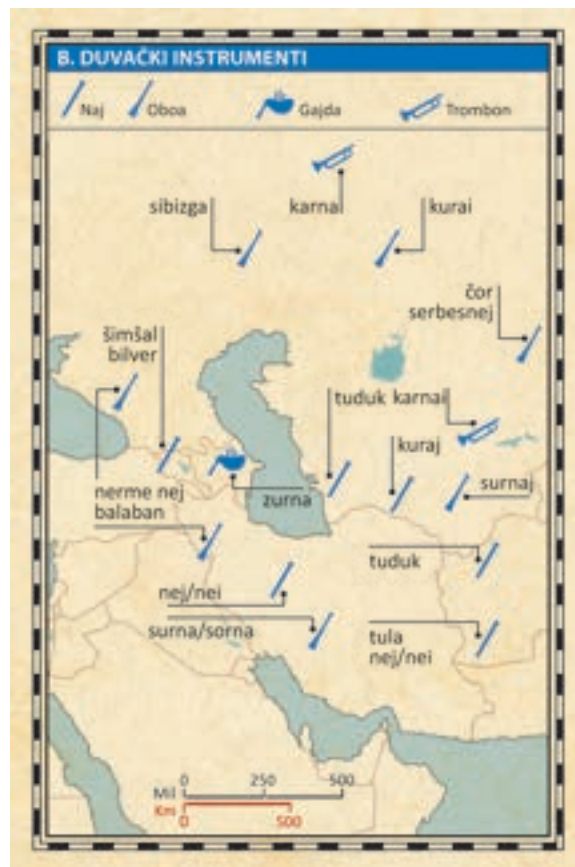 B. DUVAČKI INSTRUMENTI
Naj Oboa Gajda Trombon
sibizga karnai kurai
čor
serbesnej
šimšal
bilver
tuduk karnai
kuraj
surnaj
nerme nej
balaban
zurna
tuduk
nej/nei
surna/sorna
tula
nej/nei
Mil 0 250 500
Km 0 500